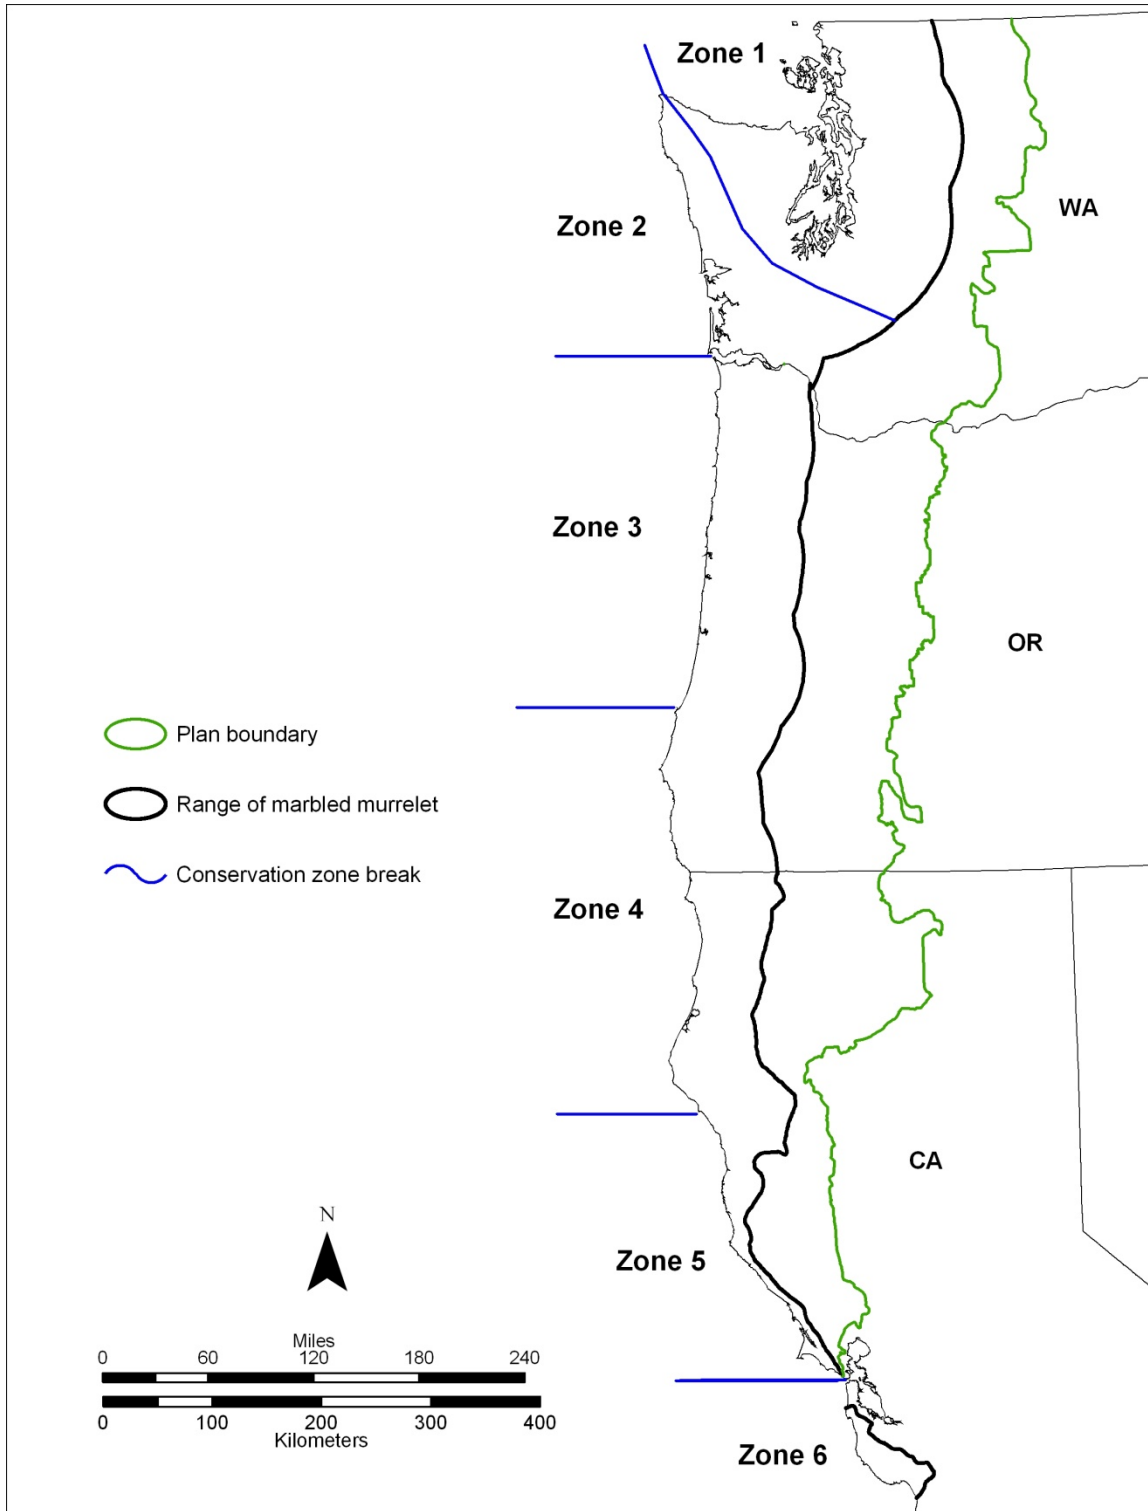 Zone 1
WA
Zone 2
Zone 3
OR
Plan boundary
Range of marbled murrelet
Conservation zone break
Zone 4
CA
Zone 5
N
Miles
0 60 120 180 240
0 100 200 300 400
Kilometers
Zone 6